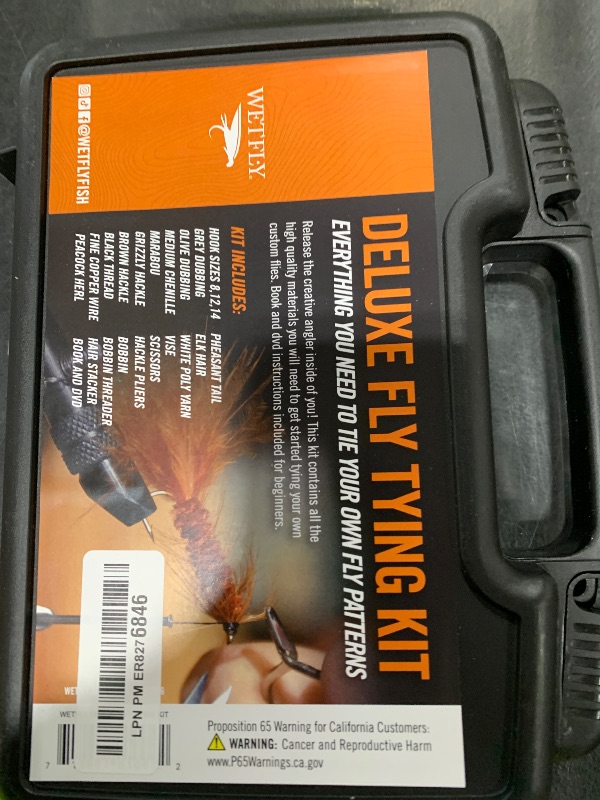 WETFLY.
@WETFLYFISH
DELUXE FLY TYING KIT
EVERYTHING YOU NEED TO TIE YOUR OWN FLY PATTERNS
Release the creative angler inside of you! This kit contains all the
high quality materials you will need to get started tying your own
custom flies. Book and dvd instructions included for beginners.
KIT INCLUDES:
HOOK SIZES 8,12,14
GREY DUBBING
OLIVE DUBBING
MEDIUM CHENILLE
MARABOU
GRIZZLY HACKLE
BROWN HACKLE
BLACK THREAD
FINE COPPER WIRE
PEACOCK HERL
PHEASANT TAIL
ELK HAIR
WHITE POLY YARN
VISE
SCISSORS
HACKLE PLIERS
BOBBIN
BOBBIN THREADER
HAIR STACKER
BOOK AND DVD
LPN PM ER8276846
Proposition 65 Warning for California Customers:
WARNING: Cancer and Reproductive Harm
www.P65Warnings.ca.gov
7 2